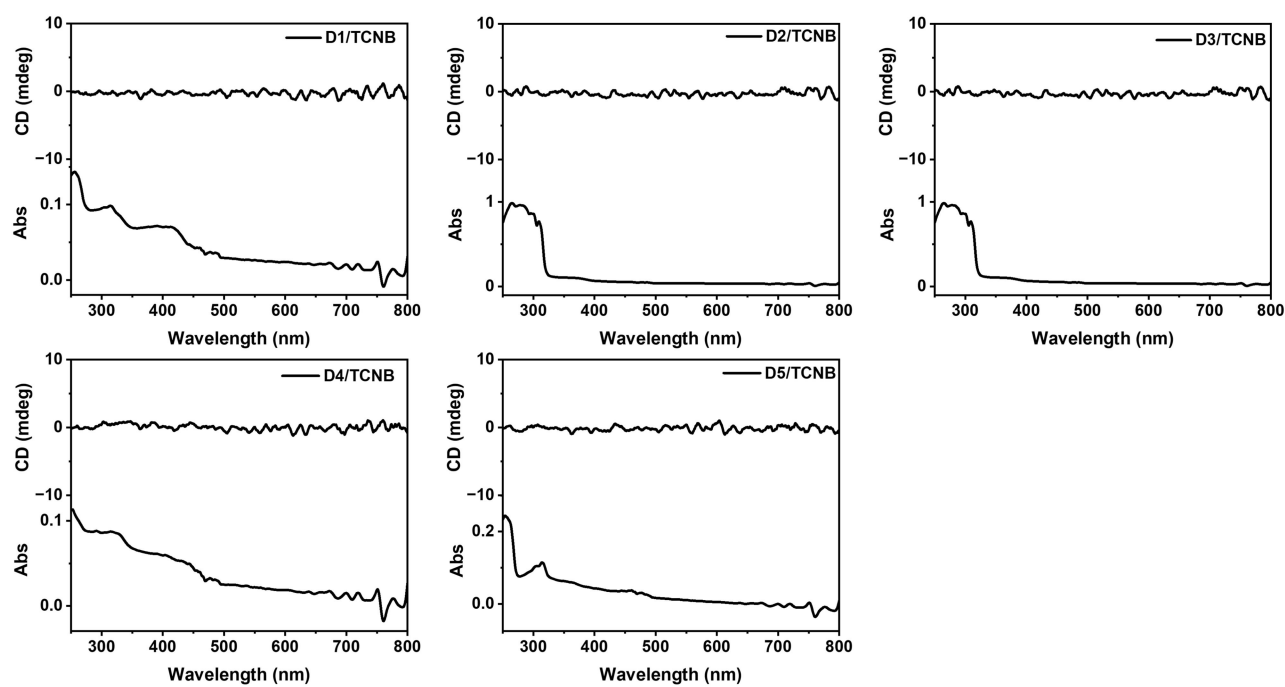 D1/TCNB
CD (mdeg)
10
0
−10
Abs
0.1
0.0
300 400 500 600 700 800
Wavelength (nm)
D2/TCNB
CD (mdeg)
10
0
−10
Abs
1
0
300 400 500 600 700 800
Wavelength (nm)
D3/TCNB
CD (mdeg)
10
0
−10
Abs
1
0
300 400 500 600 700 800
Wavelength (nm)
D4/TCNB
CD (mdeg)
10
0
−10
Abs
0.1
0.0
300 400 500 600 700 800
Wavelength (nm)
D5/TCNB
CD (mdeg)
10
0
−10
Abs
0.2
0.0
300 400 500 600 700 800
Wavelength (nm)